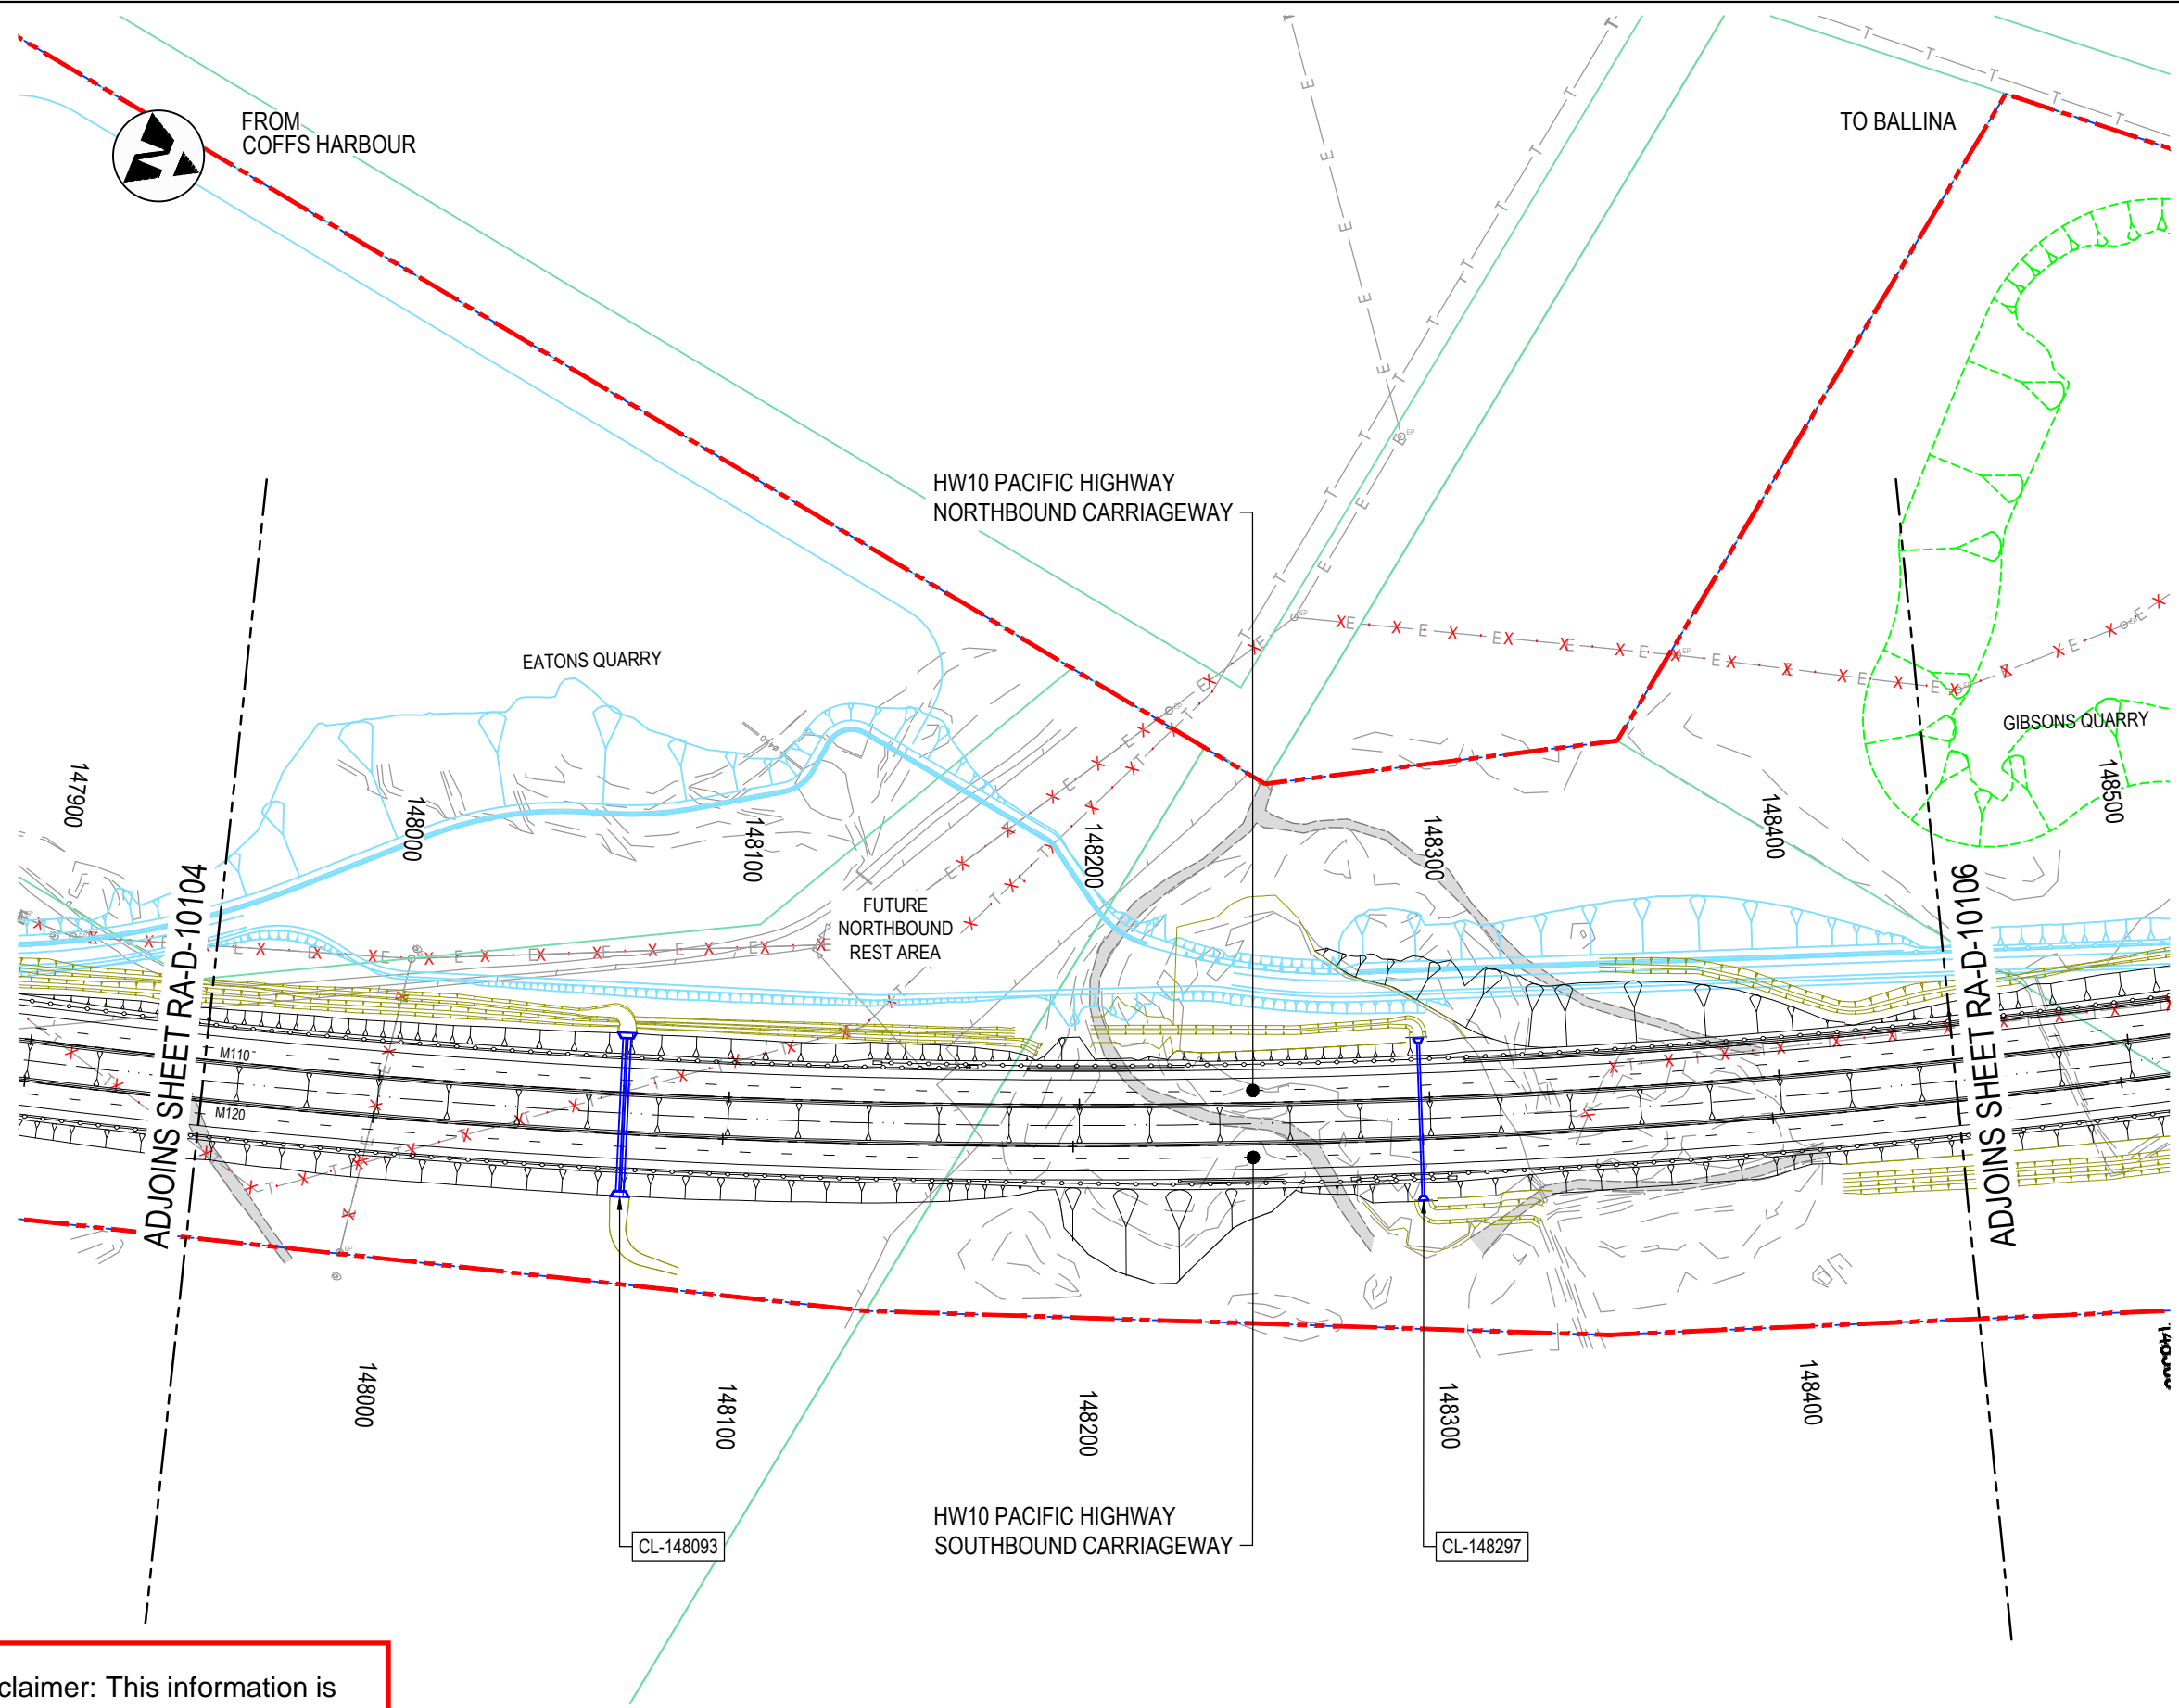 FROM
COFFS HARBOUR
TO BALLINA
HW10 PACIFIC HIGHWAY
NORTHBOUND CARRIAGEWAY
EATONS QUARRY
GIBSONS QUARRY
147900
148000
148100
148200
148300
148400
148500
FUTURE
NORTHBOUND
REST AREA
ADJOINS SHEET RA-D-10104
ADJOINS SHEET RA-D-10106
M110
M120
148000
148100
148200
148300
148400
HW10 PACIFIC HIGHWAY
SOUTHBOUND CARRIAGEWAY
CL-148093
CL-148297
claimer: This information is